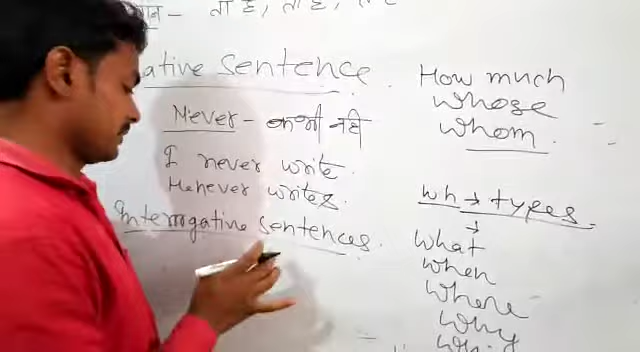 ता है, ती है,
ative Sentence
Never - कभी नही
I never write.
He never writes.
Interrogative Sentences.
How much
whose
whom.
wh → types
→
what
when
where
why